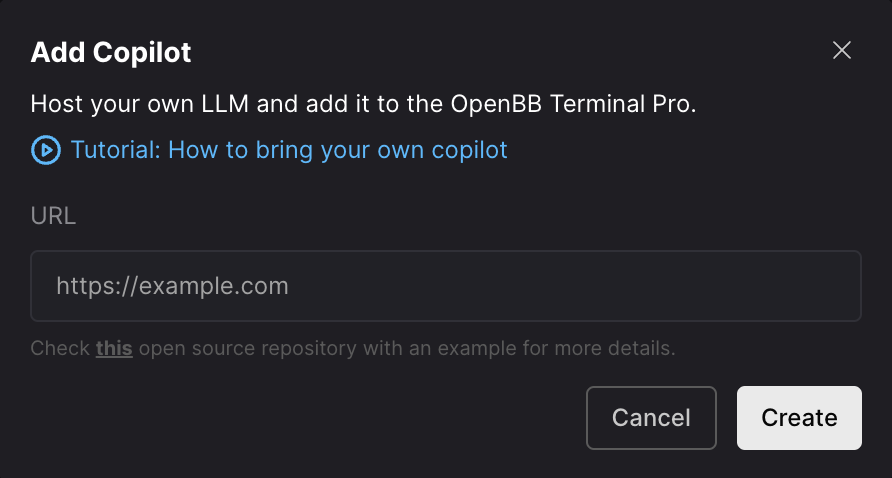 Add Copilot
Host your own LLM and add it to the OpenBB Terminal Pro.
Tutorial: How to bring your own copilot
URL
https://example.com
Check this open source repository with an example for more details.
Cancel
Create